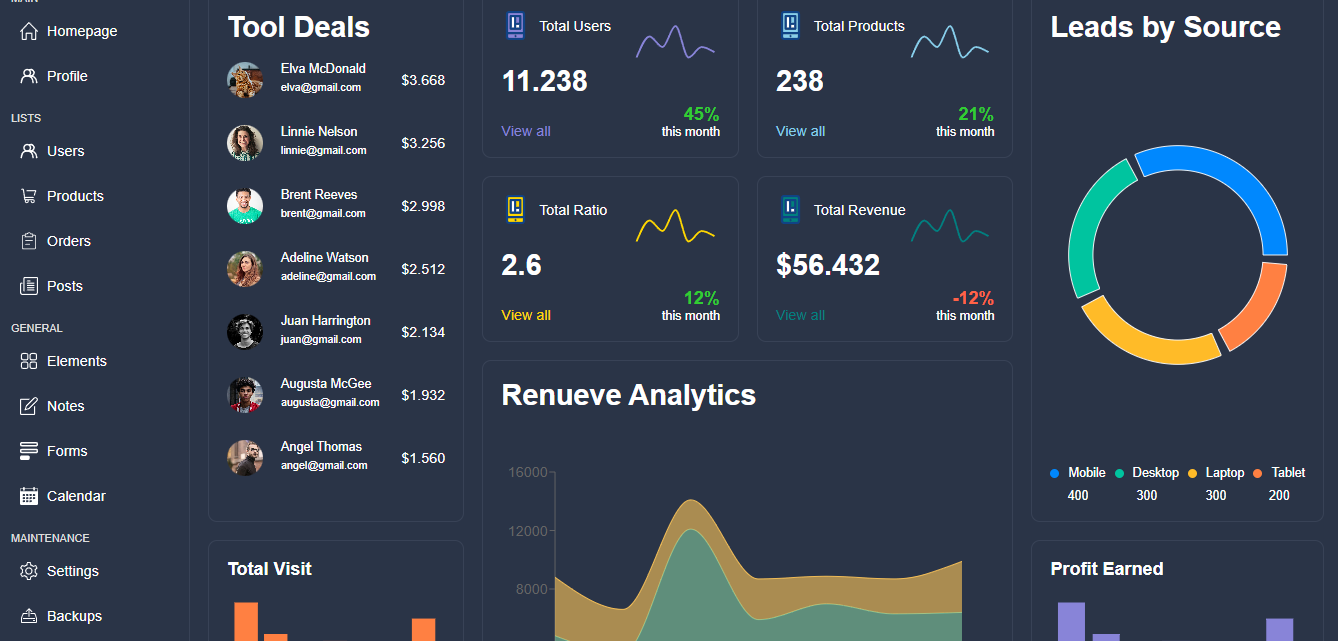 MAIN
Homepage
Profile
LISTS
Users
Products
Orders
Posts
GENERAL
Elements
Notes
Forms
Calendar
MAINTENANCE
Settings
Backups
Tool Deals
Elva McDonald
elva@gmail.com
$3.668
Linnie Nelson
linnie@gmail.com
$3.256
Brent Reeves
brent@gmail.com
$2.998
Adeline Watson
adeline@gmail.com
$2.512
Juan Harrington
juan@gmail.com
$2.134
Augusta McGee
augusta@gmail.com
$1.932
Angel Thomas
angel@gmail.com
$1.560
Total Visit
Total Users
11.238
View all
45%
this month
Total Products
238
View all
21%
this month
Total Ratio
2.6
View all
12%
this month
Total Revenue
$56.432
View all
-12%
this month
Renueve Analytics
16000
12000
8000
Leads by Source
Mobile
400
Desktop
300
Laptop
300
Tablet
200
Profit Earned